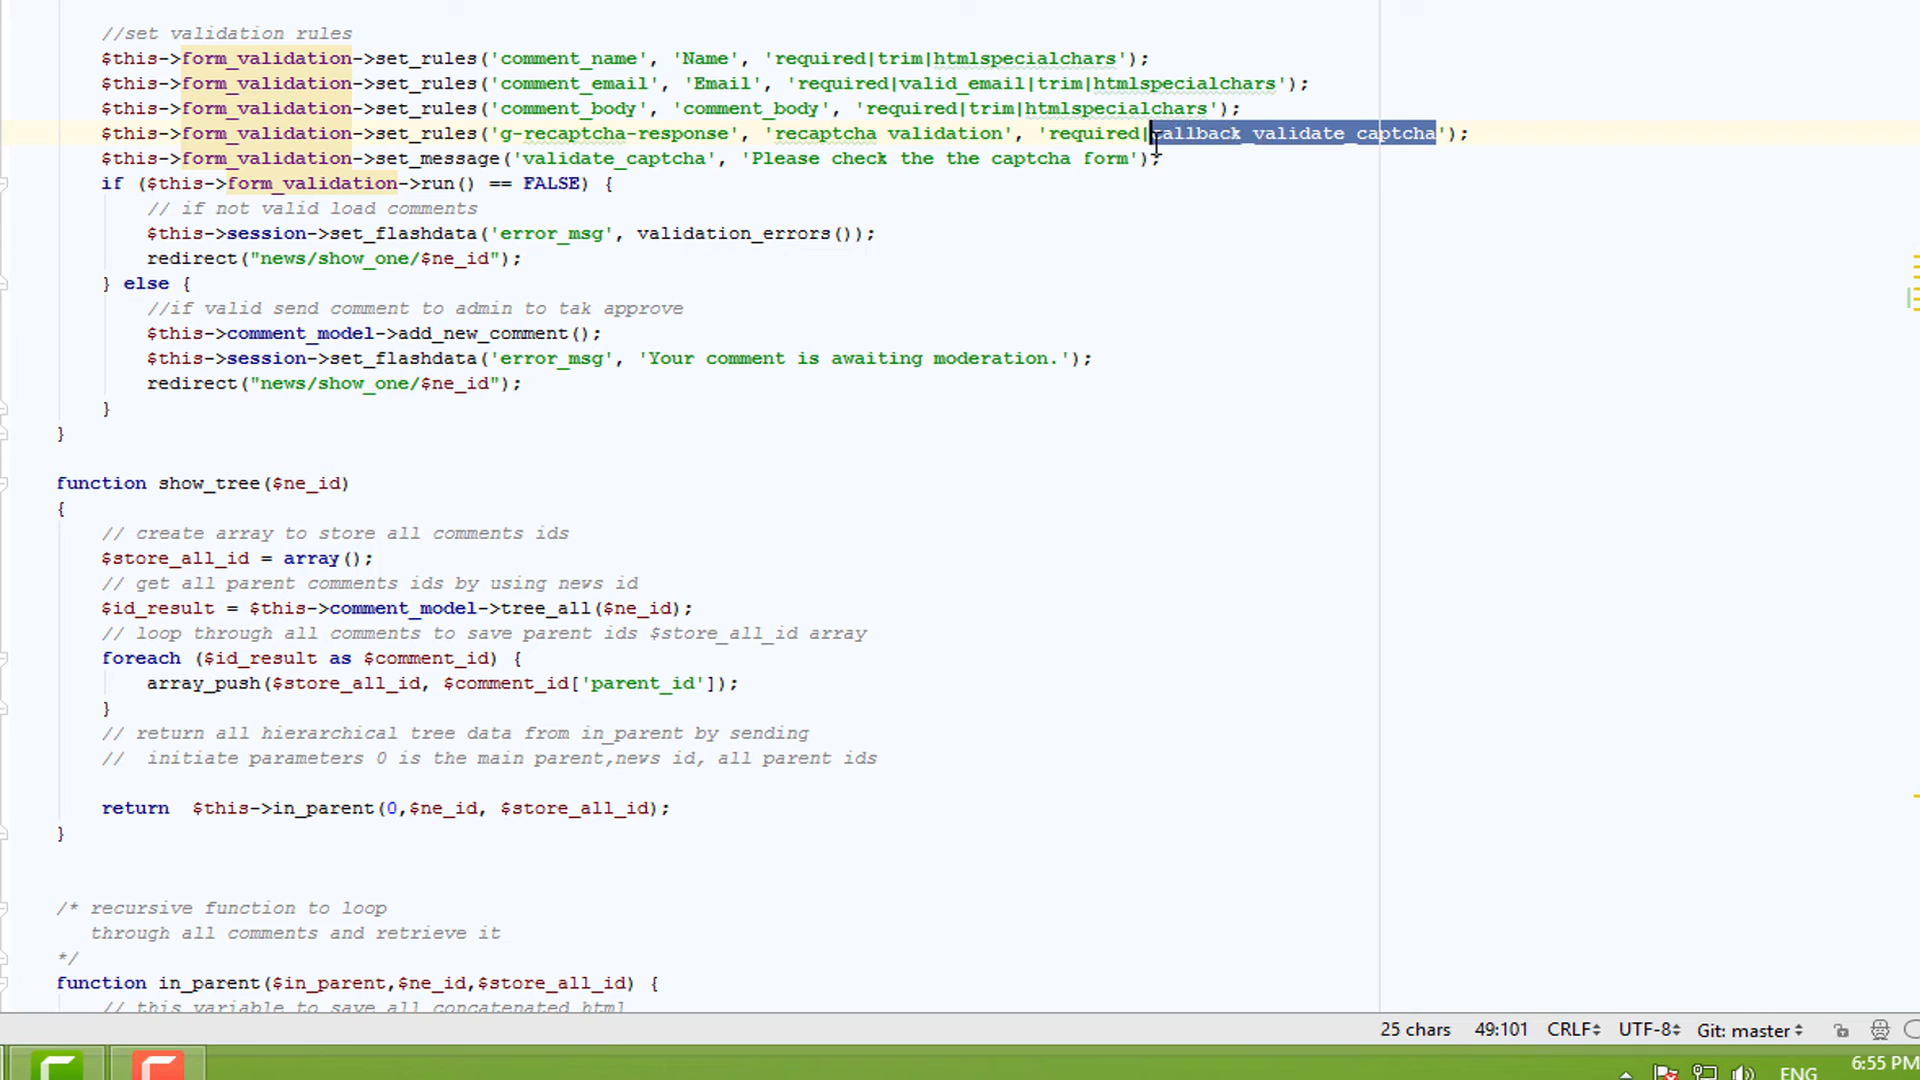 //set validation rules
$this->form_validation->set_rules('comment_name', 'Name', 'required|trim|htmlspecialchars');
$this->form_validation->set_rules('comment_email', 'Email', 'required|valid_email|trim|htmlspecialchars');
$this->form_validation->set_rules('comment_body', 'comment_body', 'required|trim|htmlspecialchars');
$this->form_validation->set_rules('g-recaptcha-response', 'recaptcha validation', 'required|callback_validate_captcha');
$this->form_validation->set_message('validate_captcha', 'Please check the the captcha form');
if ($this->form_validation->run() == FALSE) {
// if not valid load comments
$this->session->set_flashdata('error_msg', validation_errors());
redirect("news/show_one/$ne_id");
} else {
//if valid send comment to admin to tak approve
$this->comment_model->add_new_comment();
$this->session->set_flashdata('error_msg', 'Your comment is awaiting moderation.');
redirect("news/show_one/$ne_id");
}
}
function show_tree($ne_id)
{
// create array to store all comments ids
$store_all_id = array();
// get all parent comments ids by using news id
$id_result = $this->comment_model->tree_all($ne_id);
// loop through all comments to save parent ids $store_all_id array
foreach ($id_result as $comment_id) {
array_push($store_all_id, $comment_id['parent_id']);
}
// return all hierarchical tree data from in_parent by sending
//  initiate parameters 0 is the main parent,news id, all parent ids
return  $this->in_parent(0,$ne_id, $store_all_id);
}
/* recursive function to loop
through all comments and retrieve it
*/
function in_parent($in_parent,$ne_id,$store_all_id) {
// this variable to save all concatenated html
25 chars 49:101 CRLF UTF-8 Git: master
ENG 6:55 PM